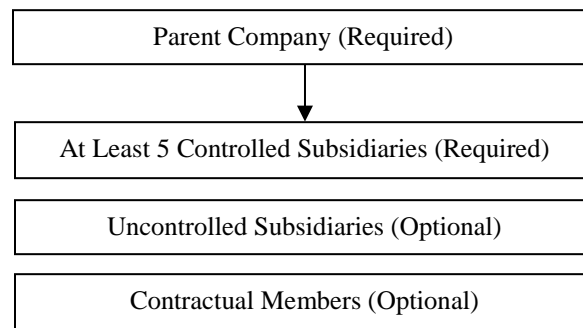 Parent Company (Required)
At Least 5 Controlled Subsidiaries (Required)
Uncontrolled Subsidiaries (Optional)
Contractual Members (Optional)